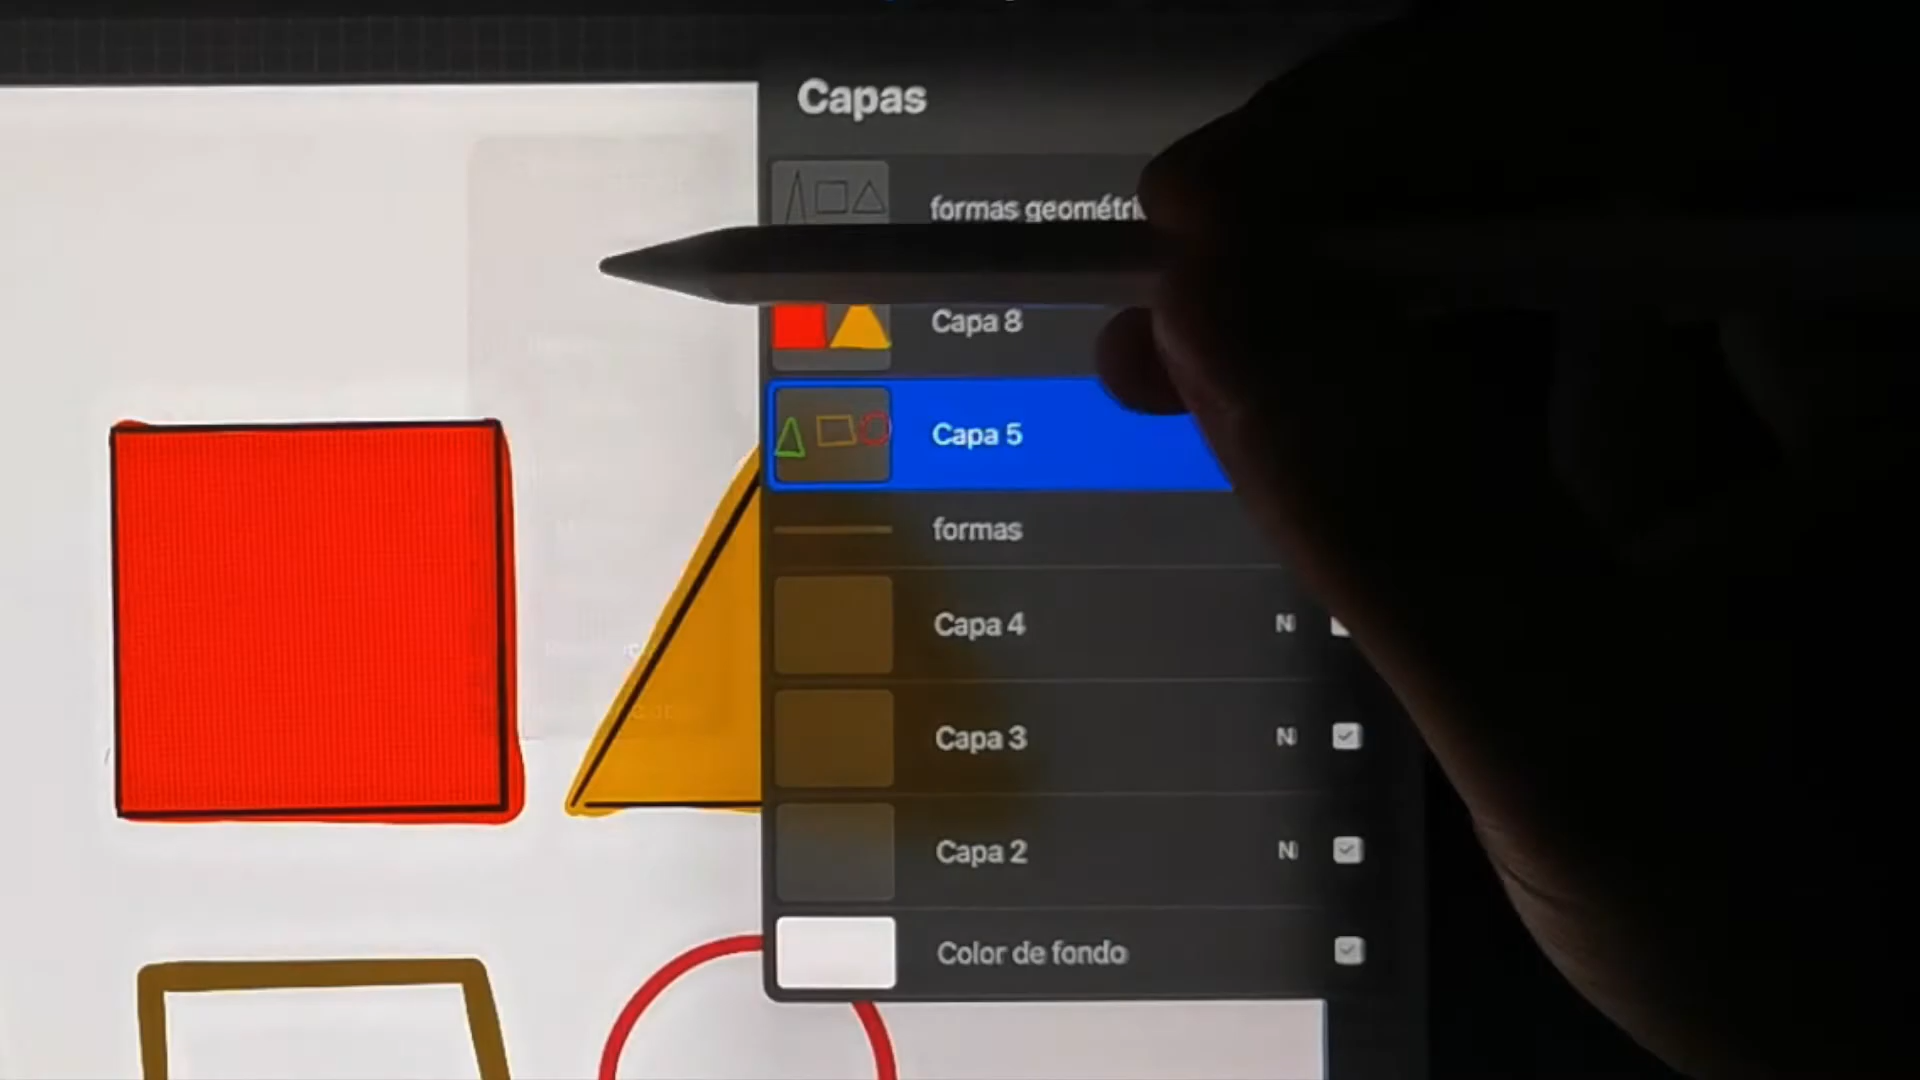 Capas
formas geométri
Capa 8
Capa 5
formas
Capa 4 N
Capa 3 N
Capa 2 N
Color de fondo